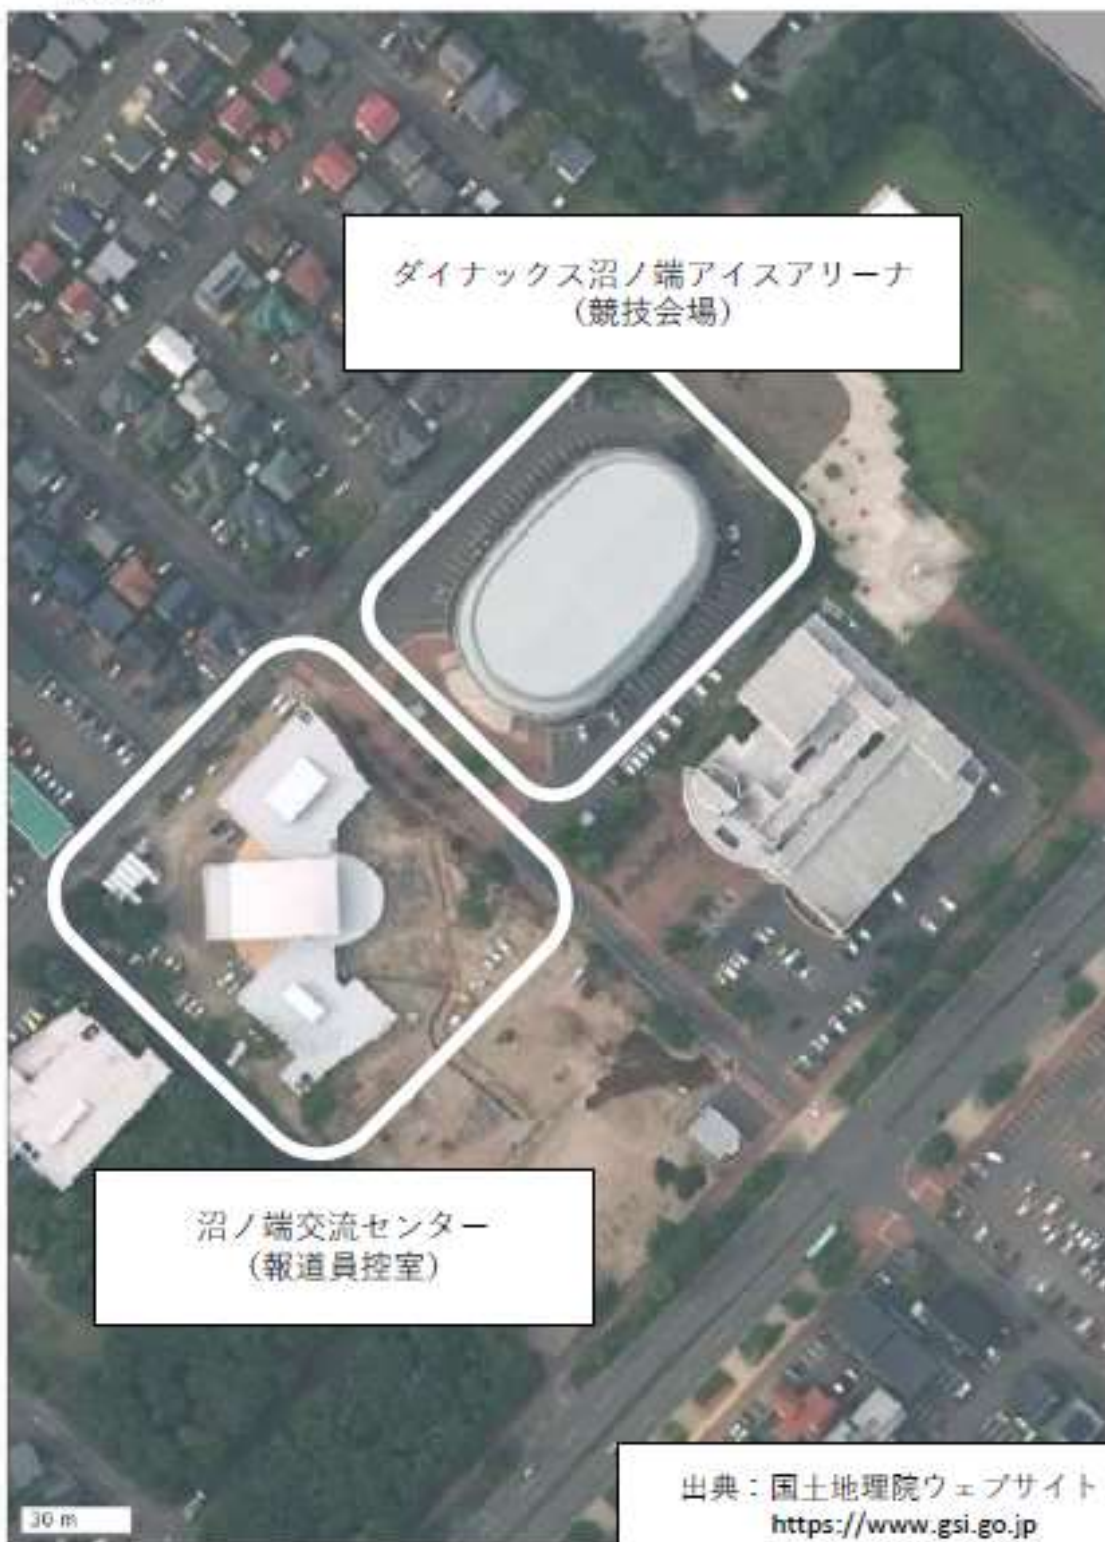 ダイナックス沼ノ端アイスアリーナ
(競技会場)
沼ノ端交流センター
(報道員控室)
出典：国土地理院ウェブサイト
https://www.gsi.go.jp
30 m